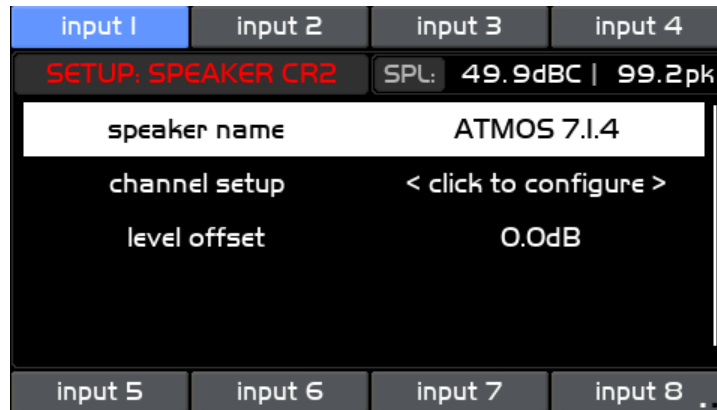 input 1 input 2 input 3 input 4
SETUP: SPEAKER CR2 SPL: 49.9dBC | 99.2pk
speaker name ATMOS 7.1.4
channel setup < click to configure >
level offset 0.0dB
input 5 input 6 input 7 input 8